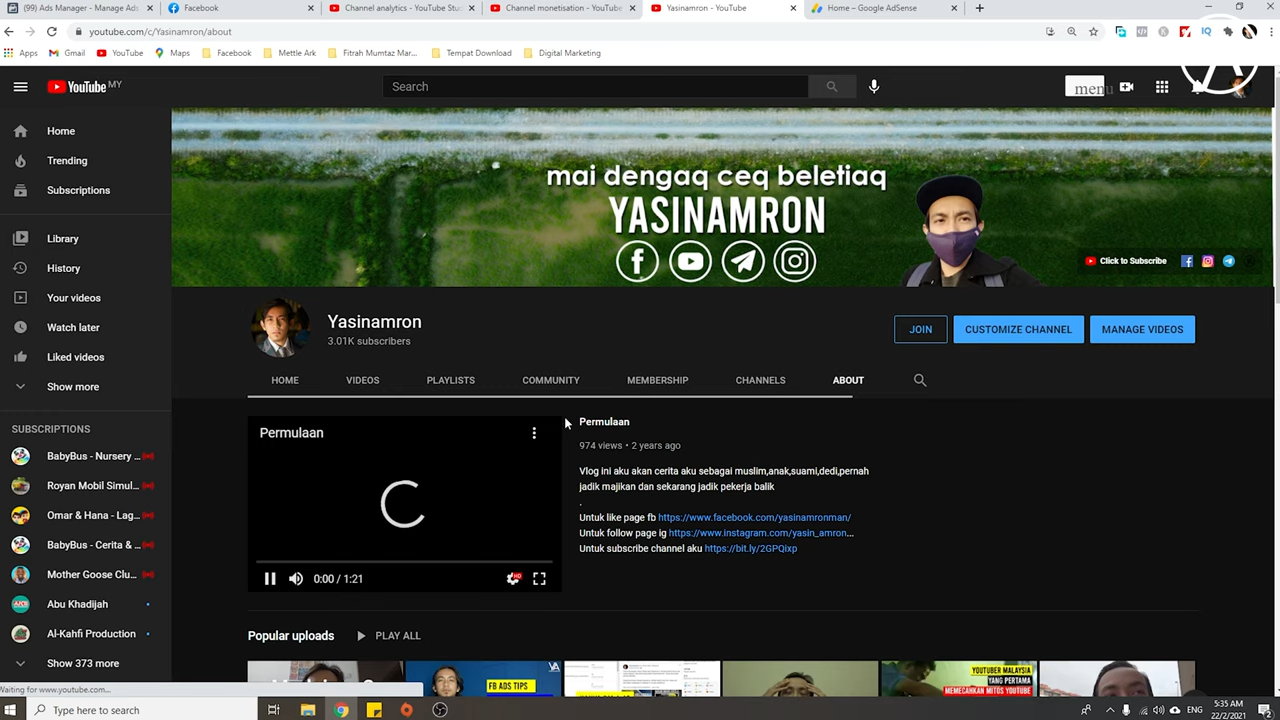 (99) Ads Manager - Manage Ads
Facebook
Channel analytics - YouTube Stu
Channel monetisation - YouTube
Yasinamron - YouTube
Home – Google AdSense
youtube.com/c/Yasinamron/about
Apps
Gmail
YouTube
Maps
Facebook
Mettle Ark
Fitrah Mumtaz Mar...
Tempat Download
Digital Marketing
YouTube MY
Search
menu
Home
Trending
Subscriptions
Library
History
Your videos
Watch later
Liked videos
Show more
SUBSCRIPTIONS
BabyBus - Nursery ...
Royan Mobil Simul...
Omar & Hana - Lag...
BabyBus - Cerita & ...
Mother Goose Clu...
Abu Khadijah
Al-Kahfi Production
Show 373 more
mai dengaq ceq beletiaq
YASINAMRON
Click to Subscribe
Yasinamron
3.01K subscribers
JOIN
CUSTOMIZE CHANNEL
MANAGE VIDEOS
HOME
VIDEOS
PLAYLISTS
COMMUNITY
MEMBERSHIP
CHANNELS
ABOUT
Permulaan
0:00 / 1:21
HD
Permulaan
974 views • 2 years ago
Vlog ini aku akan cerita aku sebagai muslim,anak,suami,dedi,pernah
jadik majikan dan sekarang jadik pekerja balik
.
Untuk like page fb https://www.facebook.com/yasinamronman/
Untuk follow page ig https://www.instagram.com/yasin_amron...
Untuk subscribe channel aku https://bit.ly/2GPQixp
Popular uploads
PLAY ALL
FB ADS TIPS
YOUTUBER MALAYSIA
YANG PERTAMA
MEMECAHKAN MITOS YOUTUBE
Waiting for www.youtube.com...
Type here to search
ENG
5:35 AM
22/2/2021